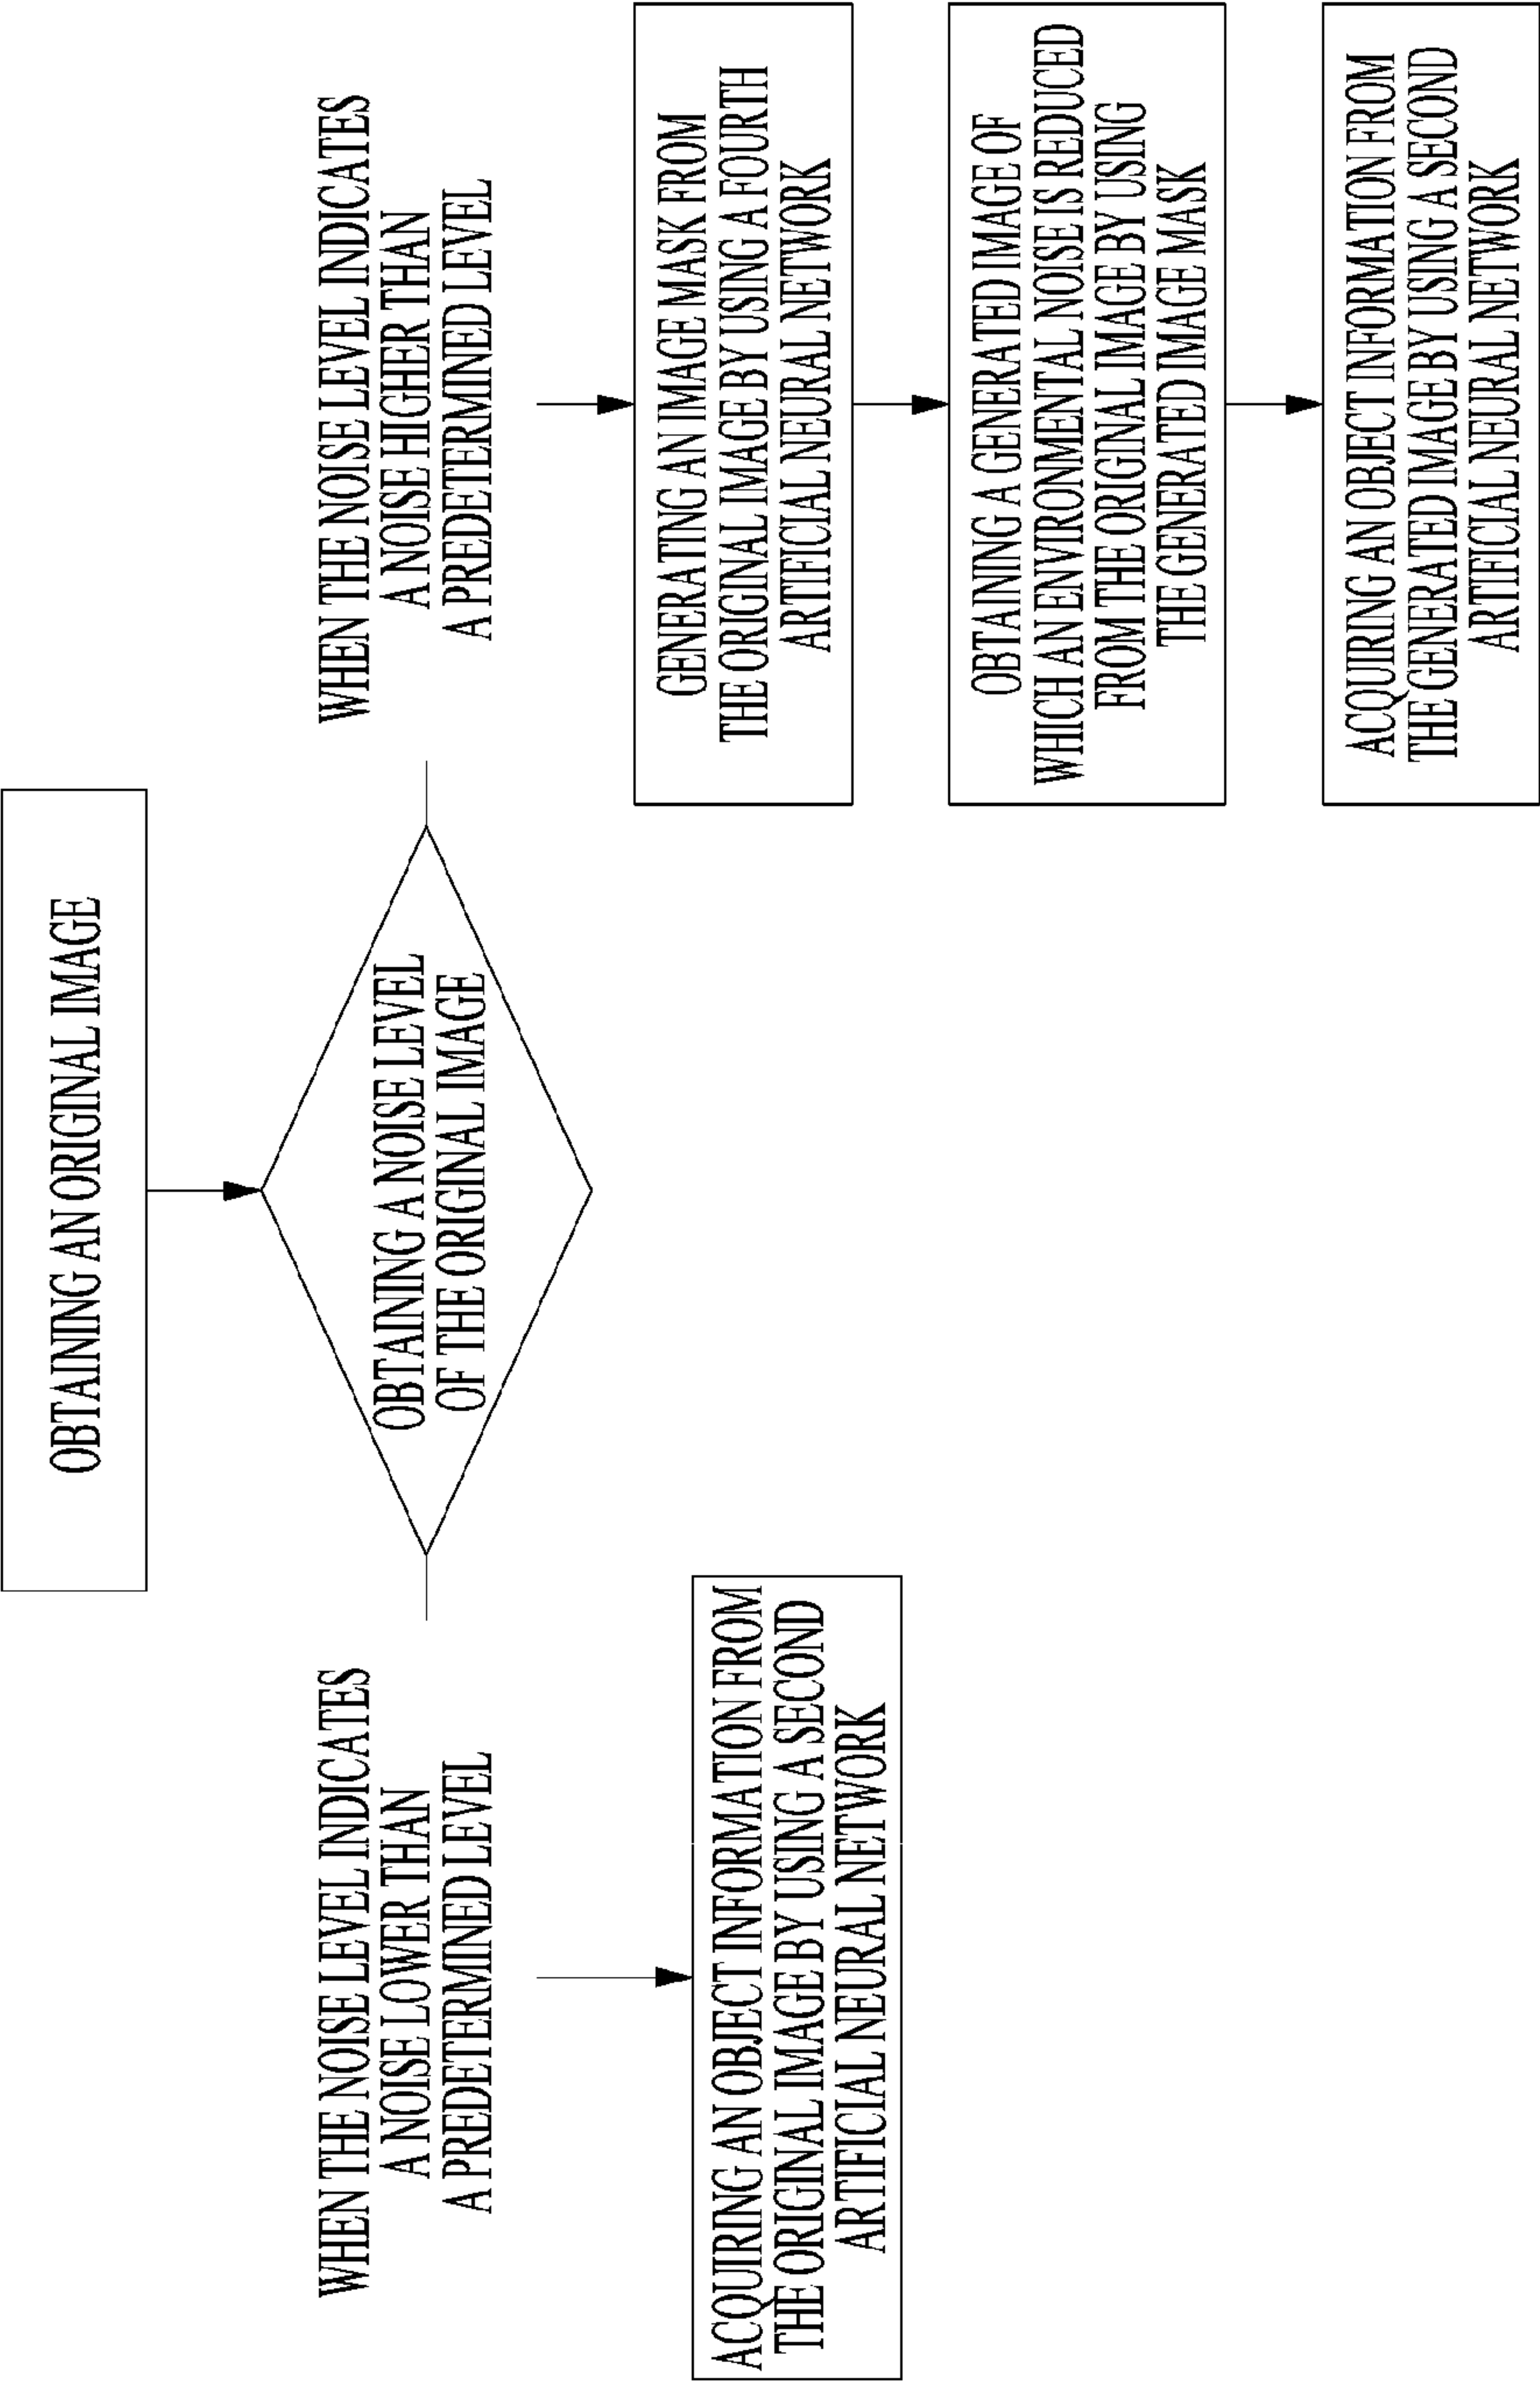 OBTAINING AN ORIGINAL IMAGE
OBTAINING A NOISE LEVEL
OF THE ORIGINAL IMAGE
WHEN THE NOISE LEVEL INDICATES
A NOISE LOWER THAN
A PREDETERMINED LEVEL
ACQUIRING AN OBJECT INFORMATION FROM
THE ORIGINAL IMAGE BY USING A SECOND
ARTIFICIAL NEURAL NETWORK
WHEN THE NOISE LEVEL INDICATES
A NOISE HIGHER THAN
A PREDETERMINED LEVEL
GENERATING AN IMAGE MASK FROM
THE ORIGINAL IMAGE BY USING A FOURTH
ARTIFICIAL NEURAL NETWORK
OBTAINING A GENERATED IMAGE OF
WHICH AN ENVIRONMENTAL NOISE IS REDUCED
FROM THE ORIGINAL IMAGE BY USING
THE GENERATED IMAGE MASK
ACQUIRING AN OBJECT INFORMATION FROM
THE GENERATED IMAGE BY USING A SECOND
ARTIFICIAL NEURAL NETWORK